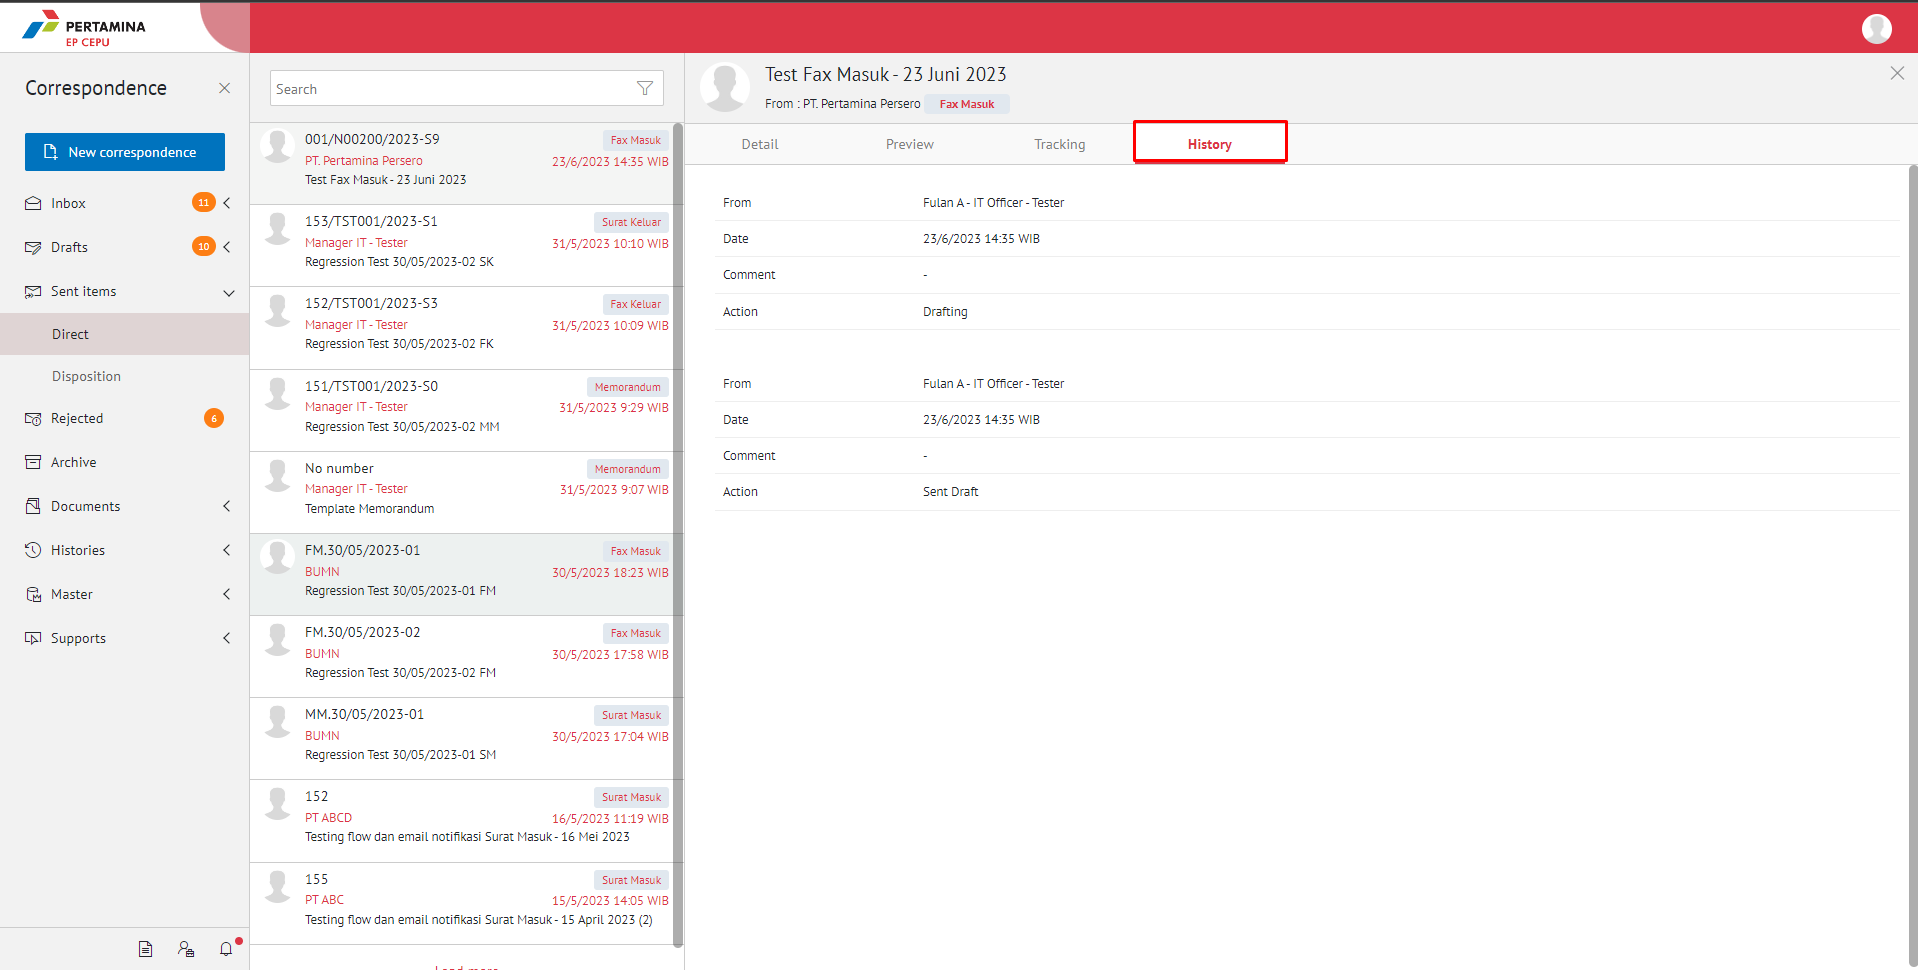 PERTAMINA
EP CEPU
Correspondence
New correspondence
Inbox 11
Drafts 10
Sent items
Direct
Disposition
Rejected 6
Archive
Documents
Histories
Master
Supports
Search
001/N00200/2023-S9 Fax Masuk
PT. Pertamina Persero 23/6/2023 14:35 WIB
Test Fax Masuk - 23 Juni 2023
153/TST001/2023-S1 Surat Keluar
Manager IT - Tester 31/5/2023 10:10 WIB
Regression Test 30/05/2023-02 SK
152/TST001/2023-S3 Fax Keluar
Manager IT - Tester 31/5/2023 10:09 WIB
Regression Test 30/05/2023-02 FK
151/TST001/2023-S0 Memorandum
Manager IT - Tester 31/5/2023 9:29 WIB
Regression Test 30/05/2023-02 MM
No number Memorandum
Manager IT - Tester 31/5/2023 9:07 WIB
Template Memorandum
FM.30/05/2023-01 Fax Masuk
BUMN 30/5/2023 18:23 WIB
Regression Test 30/05/2023-01 FM
FM.30/05/2023-02 Fax Masuk
BUMN 30/5/2023 17:58 WIB
Regression Test 30/05/2023-02 FM
MM.30/05/2023-01 Surat Masuk
BUMN 30/5/2023 17:04 WIB
Regression Test 30/05/2023-01 SM
152 Surat Masuk
PT ABCD 16/5/2023 11:19 WIB
Testing flow dan email notifikasi Surat Masuk - 16 Mei 2023
155 Surat Masuk
PT ABC 15/5/2023 14:05 WIB
Testing flow dan email notifikasi Surat Masuk - 15 April 2023 (2)
Load more
Test Fax Masuk - 23 Juni 2023
From : PT. Pertamina Persero Fax Masuk
Detail Preview Tracking History
From Fulan A - IT Officer - Tester
Date 23/6/2023 14:35 WIB
Comment -
Action Drafting
From Fulan A - IT Officer - Tester
Date 23/6/2023 14:35 WIB
Comment -
Action Sent Draft